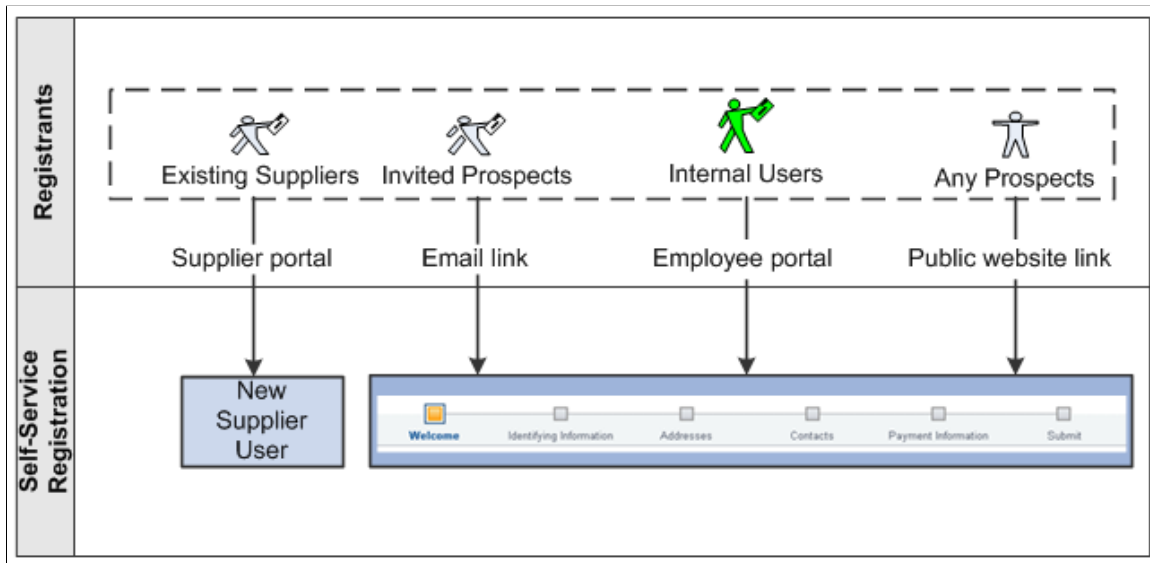 Registrants
Existing Suppliers
Invited Prospects
Internal Users
Any Prospects
Supplier portal
Email link
Employee portal
Public website link
Self-Service
Registration
New
Supplier
User
Welcome
Identifying Information
Addresses
Contacts
Payment Information
Submit